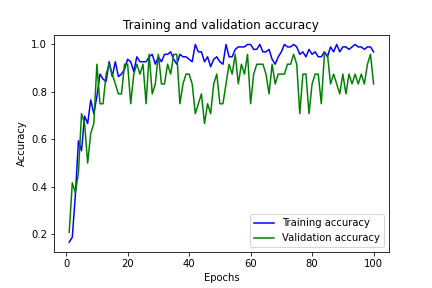 Training and validation accuracy
1.0
0.8
0.6
0.4
0.2
Accuracy
Training accuracy
Validation accuracy
0
20
40
60
80
100
Epochs